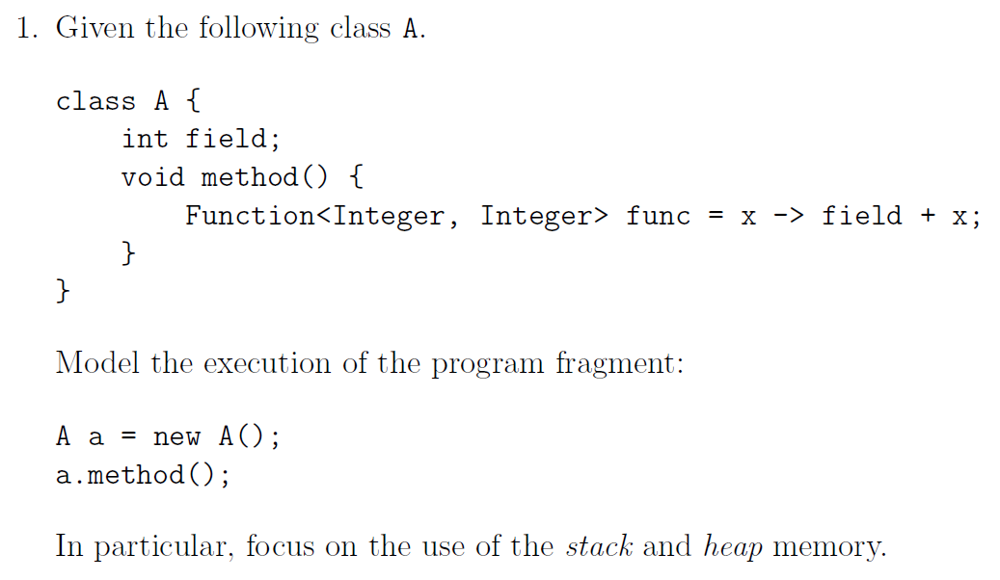 1. Given the following class A.
class A {
int field;
void method() {
Function<Integer, Integer> func = x -> field + x;
}
}
Model the execution of the program fragment:
A a = new A();
a.method();
In particular, focus on the use of the stack and heap memory.